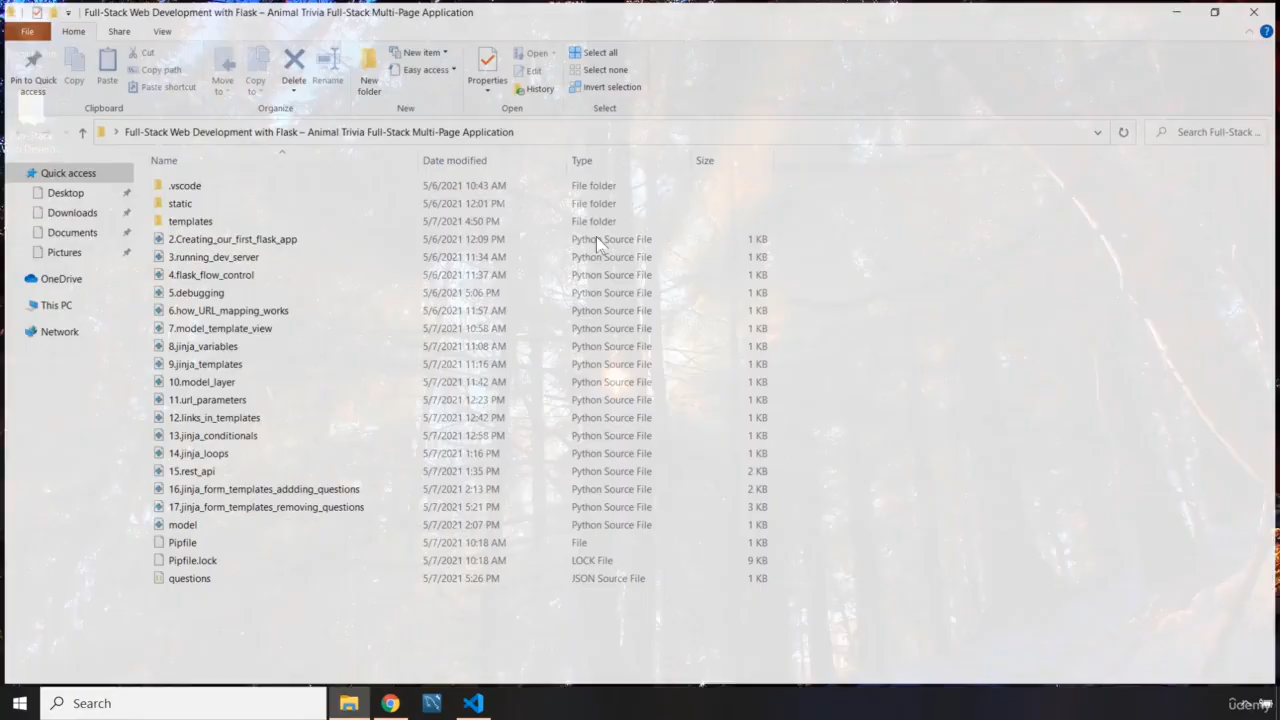 Full-Stack Web Development with Flask – Animal Trivia Full-Stack Multi-Page Application
File Home Share View
Pin to Quick access
Copy
Paste
Cut
Copy path
Paste shortcut
Clipboard
Move to
Copy to
Delete
Rename
Organize
New folder
New item
Easy access
New
Properties
Open
Edit
History
Open
Select all
Select none
Invert selection
Select
Full-Stack Web Development with Flask – Animal Trivia Full-Stack Multi-Page Application
Search Full-Stack ...
Quick access
Desktop
Downloads
Documents
Pictures
OneDrive
This PC
Network
Name Date modified Type Size
.vscode 5/6/2021 10:43 AM File folder
static 5/6/2021 12:01 PM File folder
templates 5/7/2021 4:50 PM File folder
2.Creating_our_first_flask_app 5/6/2021 12:09 PM Python Source File 1 KB
3.running_dev_server 5/6/2021 11:34 AM Python Source File 1 KB
4.flask_flow_control 5/6/2021 11:37 AM Python Source File 1 KB
5.debugging 5/6/2021 5:06 PM Python Source File 1 KB
6.how_URL_mapping_works 5/6/2021 11:57 AM Python Source File 1 KB
7.model_template_view 5/7/2021 10:58 AM Python Source File 1 KB
8.jinja_variables 5/7/2021 11:08 AM Python Source File 1 KB
9.jinja_templates 5/7/2021 11:16 AM Python Source File 1 KB
10.model_layer 5/7/2021 11:42 AM Python Source File 1 KB
11.url_parameters 5/7/2021 12:23 PM Python Source File 1 KB
12.links_in_templates 5/7/2021 12:42 PM Python Source File 1 KB
13.jinja_conditionals 5/7/2021 12:58 PM Python Source File 1 KB
14.jinja_loops 5/7/2021 1:16 PM Python Source File 1 KB
15.rest_api 5/7/2021 1:35 PM Python Source File 2 KB
16.jinja_form_templates_addding_questions 5/7/2021 2:13 PM Python Source File 2 KB
17.jinja_form_templates_removing_questions 5/7/2021 5:21 PM Python Source File 3 KB
model 5/7/2021 2:07 PM Python Source File 1 KB
Pipfile 5/7/2021 10:18 AM File 1 KB
Pipfile.lock 5/7/2021 10:18 AM LOCK File 9 KB
questions 5/7/2021 5:26 PM JSON Source File 1 KB
Search
udemy